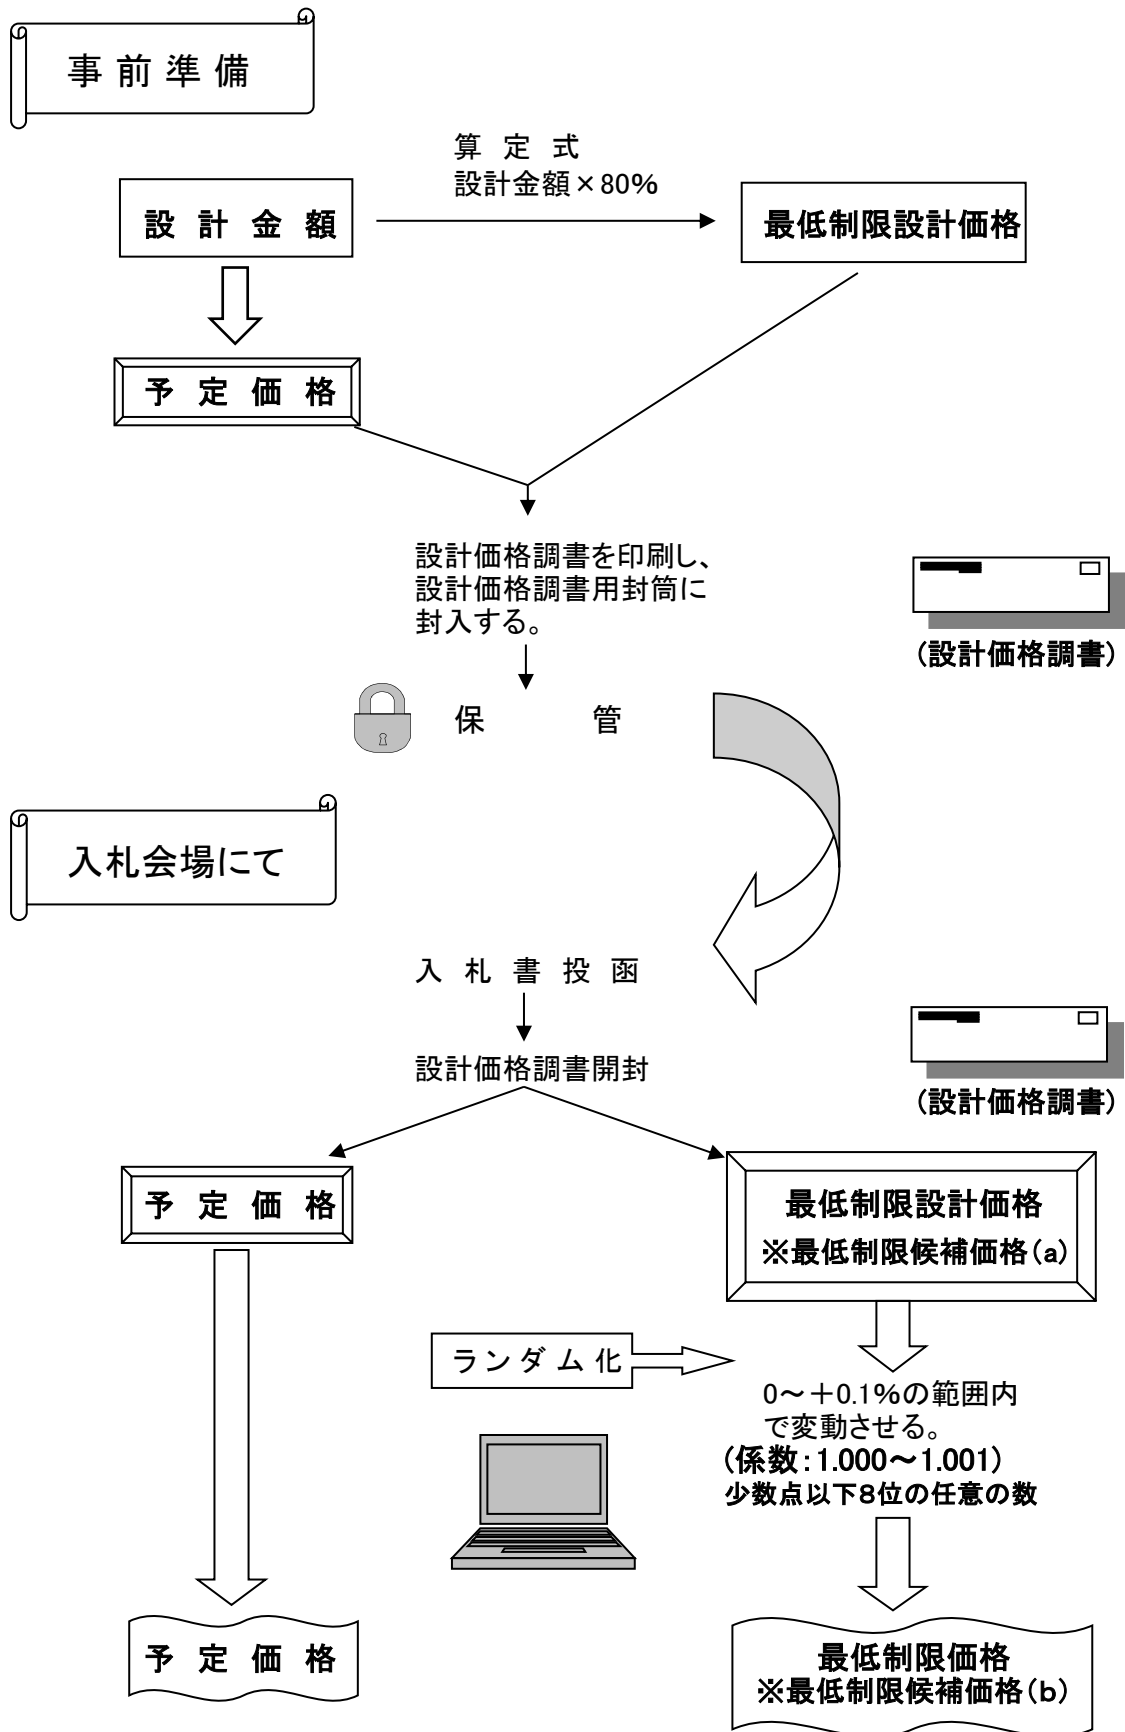 事 前 準 備
算 定 式
設計金額×80%
設 計 金 額
最低制限設計価格
予 定 価 格
設計価格調書を印刷し、
設計価格調書用封筒に
封入する。
(設計価格調書)
保 管
入札会場にて
入 札 書 投 函
設計価格調書開封
(設計価格調書)
予 定 価 格
最低制限設計価格
※最低制限候補価格(a)
ランダム化
0~+0.1%の範囲内
で変動させる。
(係数:1.000~1.001)
少数点以下8位の任意の数
予 定 価 格
最低制限価格
※最低制限候補価格(b)